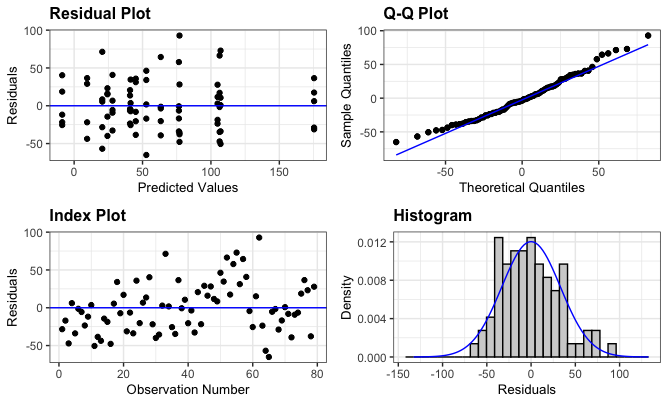 Residual Plot
100
50
0
-50
0 50 100 150
Residuals
Predicted Values
Q-Q Plot
100
50
0
-50
-50 0 50
Sample Quantiles
Theoretical Quantiles
Index Plot
100
50
0
-50
0 20 40 60 80
Residuals
Observation Number
Histogram
0.012
0.008
0.004
0.000
-150 -100 -50 0 50 100
Density
Residuals